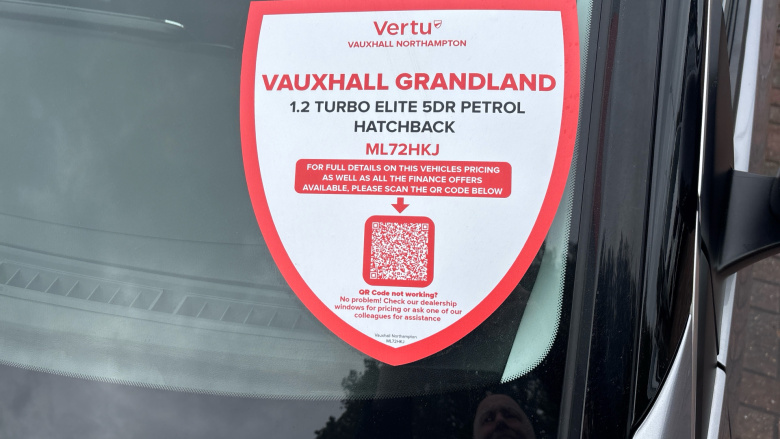 Vertu
VAUXHALL NORTHAMPTON
VAUXHALL GRANDLAND
1.2 TURBO ELITE 5DR PETROL
HATCHBACK
ML72HKJ
FOR FULL DETAILS ON THIS VEHICLES PRICING
AS WELL AS ALL THE FINANCE OFFERS
AVAILABLE, PLEASE SCAN THE QR CODE BELOW
QR Code not working?
No problem! Check our dealership
windows for pricing or ask one of our
colleagues for assistance
Vauxhall Northampton
ML72HKJ